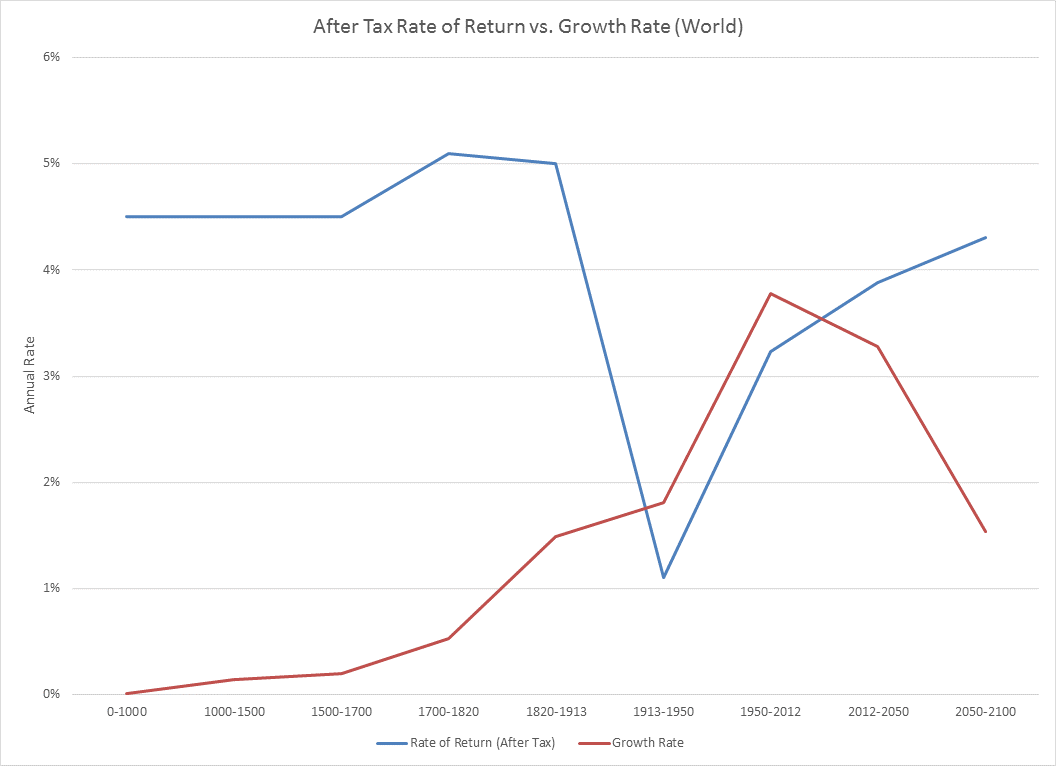 After Tax Rate of Return vs. Growth Rate (World)
6%
5%
4%
3%
2%
1%
0%
Annual Rate
0-1000 1000-1500 1500-1700 1700-1820 1820-1913 1913-1950 1950-2012 2012-2050 2050-2100
Rate of Return (After Tax) Growth Rate